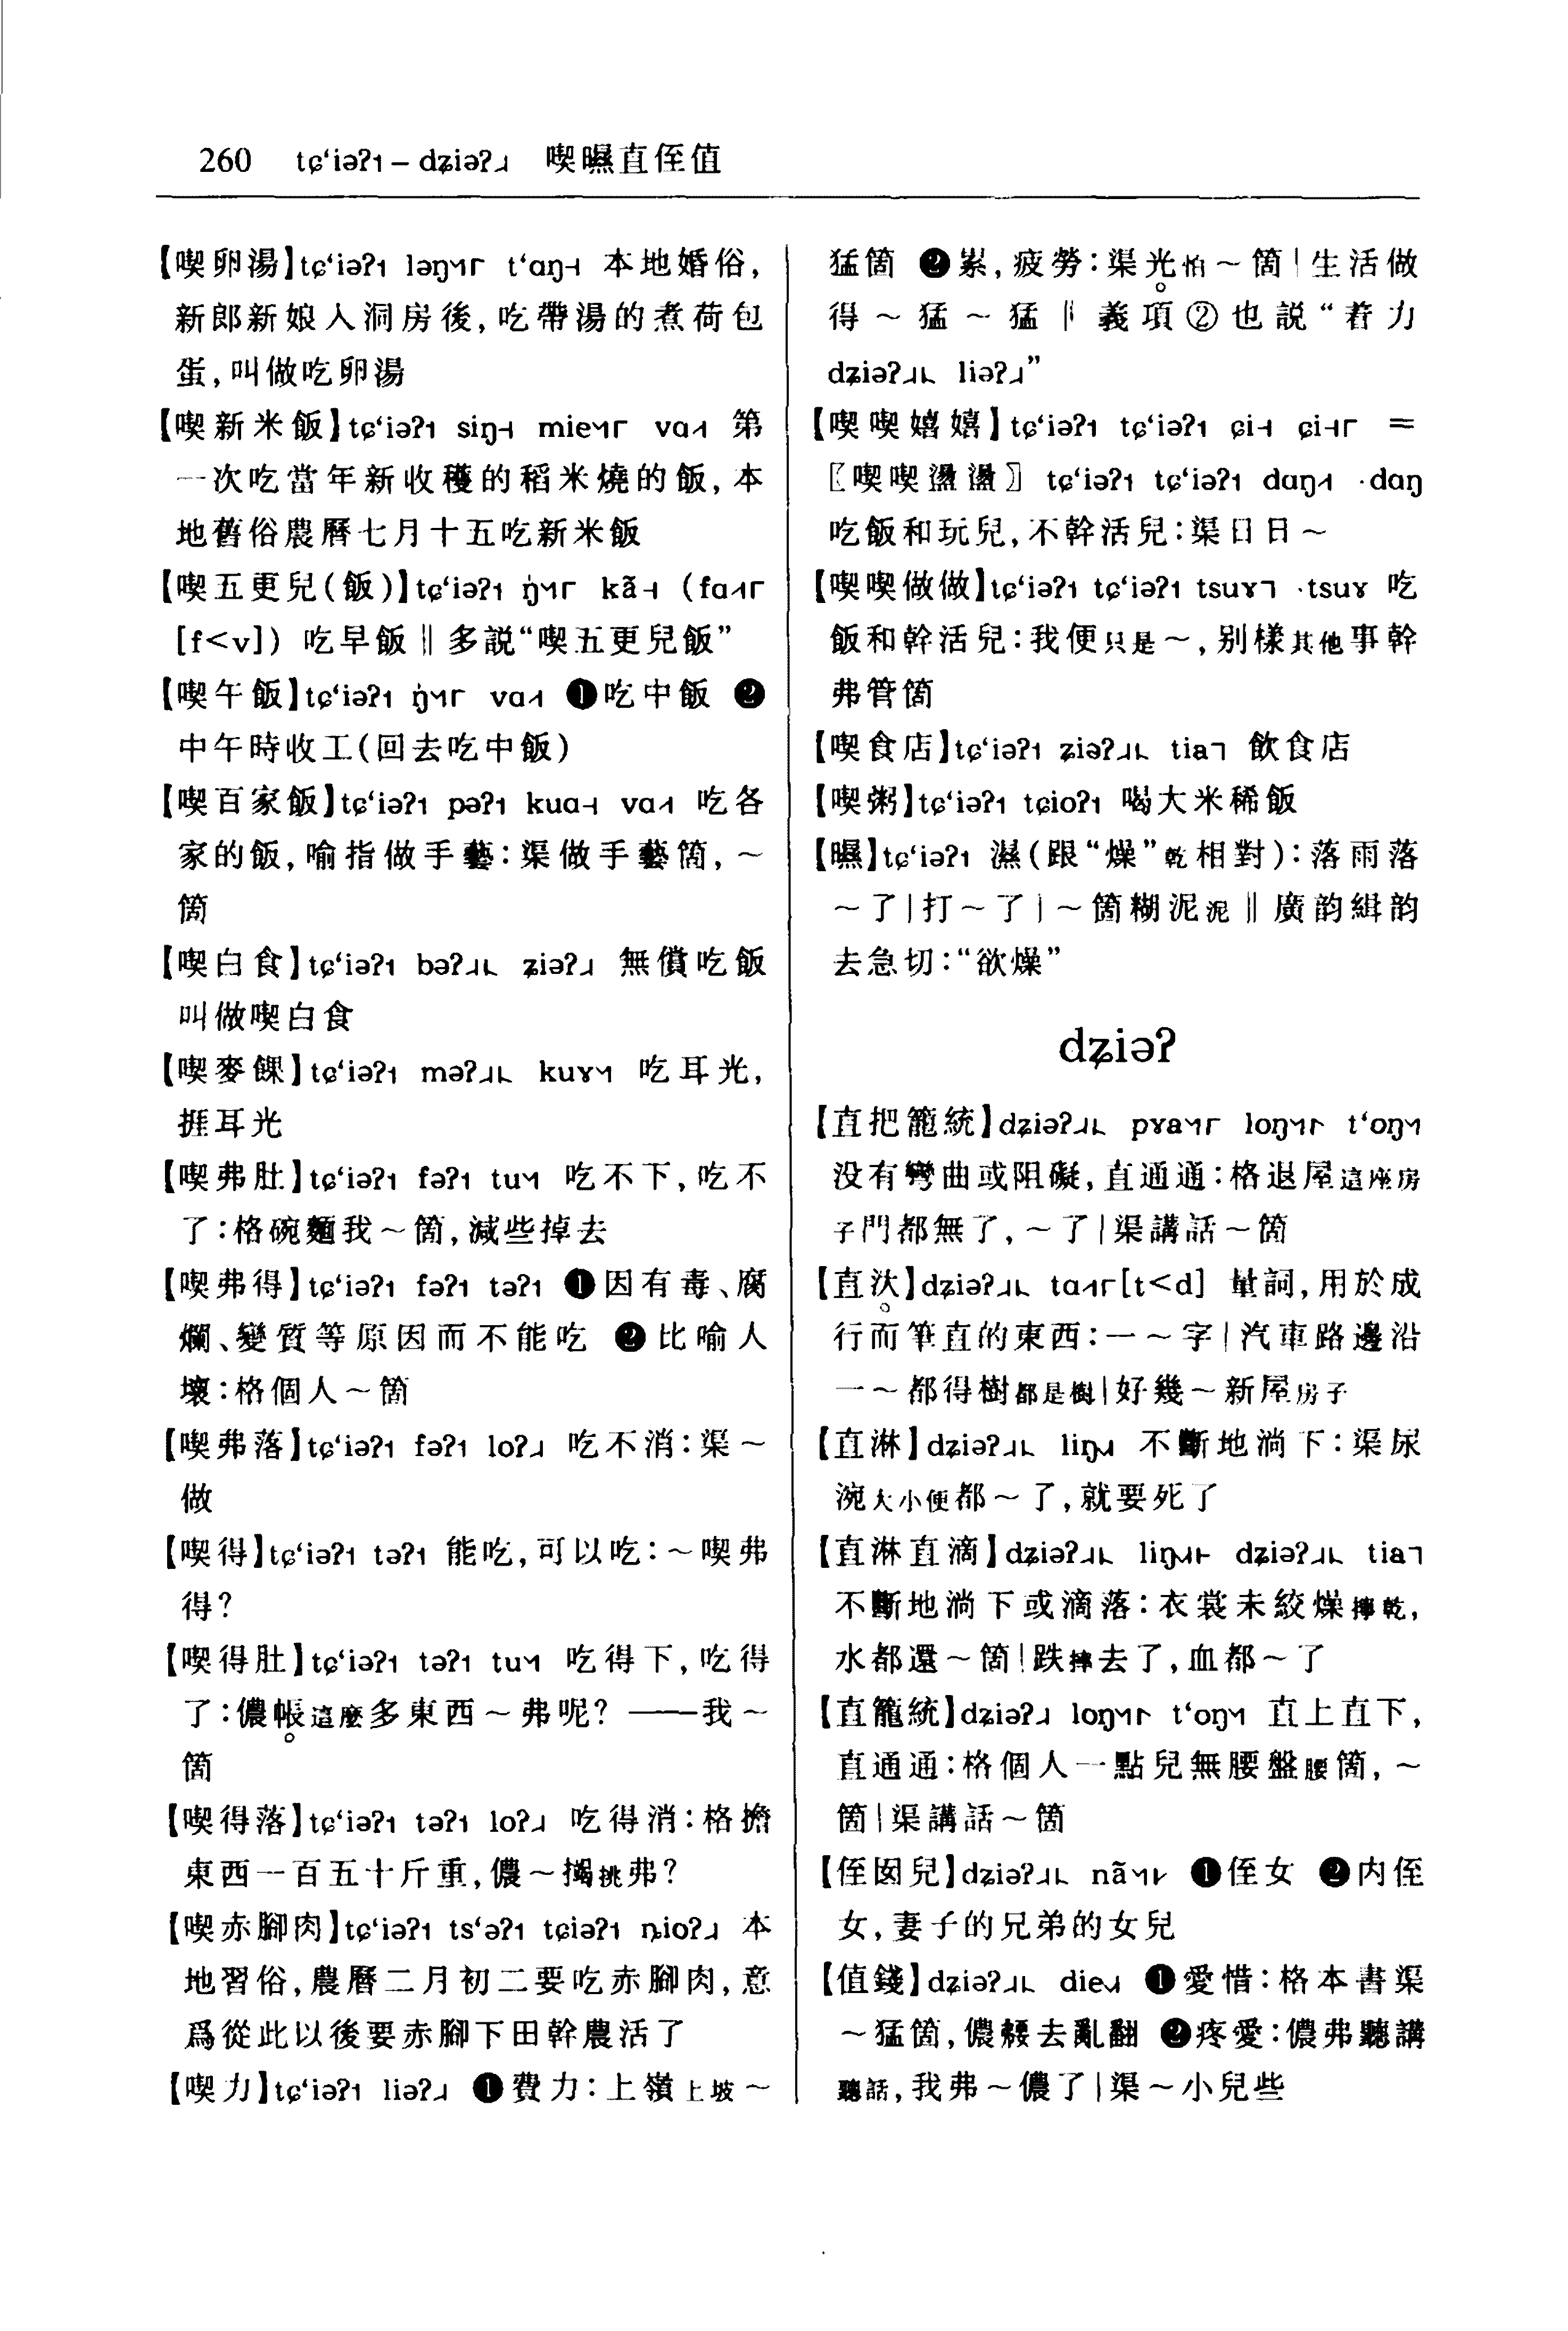 260 tɕ‘iəʔ˥ – dʑiəʔ˩ 喫㬤直侄值
【喫卵湯】tɕ‘iəʔ ləŋ t‘ɑŋ 本地婚俗,
新郎新娘入洞房後,吃帶湯的煮荷包
蛋,叫做吃卵湯
【喫新米飯】tɕ‘iəʔ siŋ mie vɑ 第
一次吃當年新收穫的稻米燒的飯,本
地舊俗農曆七月十五吃新米飯
【喫五更兒(飯)】tɕ‘iəʔ ŋ̍ kã (fɑ
[f<v]) 吃早飯‖多説“喫五更兒飯”
【喫午飯】tɕ‘iəʔ ŋ̍ vɑ ❶吃中飯 ❷
中午時收工(回去吃中飯)
【喫百家飯】tɕ‘iəʔ pəʔ kuɑ vɑ 吃各
家的飯,喻指做手藝:渠做手藝箇,~
箇
【喫白食】tɕ‘iəʔ bəʔ ʑiəʔ 無償吃飯
叫做喫白食
【喫麥餜】tɕ‘iəʔ məʔ kuɤ 吃耳光,
捱耳光
【喫弗肚】tɕ‘iəʔ fəʔ tu 吃不下,吃不
了:格碗麵我~箇,減些掉去
【喫弗得】tɕ‘iəʔ fəʔ təʔ ❶因有毒、腐
爛、變質等原因而不能吃 ❷比喻人
壞:格個人~箇
【喫弗落】tɕ‘iəʔ fəʔ loʔ 吃不消:渠~
做
【喫得】tɕ‘iəʔ təʔ 能吃,可以吃:~喫弗
得?
【喫得肚】tɕ‘iəʔ təʔ tu 吃得下,吃得
了:儂帳這麼多東西~弗呢? ——我~
箇
【喫得落】tɕ‘iəʔ təʔ loʔ 吃得消:格擔
東西一百五十斤重,儂~搊挑弗?
【喫赤腳肉】tɕ‘iəʔ ts‘əʔ tɕiəʔ ȵioʔ 本
地習俗,農曆二月初二要吃赤腳肉,意
爲從此以後要赤腳下田幹農活了
【喫力】tɕ‘iəʔ liəʔ ❶費力:上嶺上坡~
猛箇 ❷累,疲勞:渠光怕~箇|生活做
得~猛~猛‖義項②也説“着力
dʑiəʔ liəʔ”
【喫喫嬉嬉】tɕ‘iəʔ tɕ‘iəʔ ɕi ɕi =
〖喫喫盪盪〗tɕ‘iəʔ tɕ‘iəʔ dɑŋ ·dɑŋ
吃飯和玩兒,不幹活兒:渠日日~
【喫喫做做】tɕ‘iəʔ tɕ‘iəʔ tsuɤ ·tsuɤ 吃
飯和幹活兒:我便只是~,别樣其他事幹
弗管箇
【喫食店】tɕ‘iəʔ ʑiəʔ tia 飲食店
【喫粥】tɕ‘iəʔ tɕioʔ 喝大米稀飯
【㬤】tɕ‘iəʔ 濕(跟“燥”乾相對):落雨落
~了|打~了|~箇糊泥泥‖廣韵緝韵
去急切:“欲燥”
dʑiəʔ
【直把籠統】dʑiəʔ pɤa loŋ t‘oŋ
没有彎曲或阻礙,直通通:格退屋這座房
子門都無了,~了|渠講話~箇
【直汏】dʑiəʔ tɑ[t<d] 量詞,用於成
行而筆直的東西:一~字|汽車路邊沿
一~都得樹都是樹|好幾~新屋房子
【直淋】dʑiəʔ liŋ 不斷地淌下:渠尿
涴大小便都~了,就要死了
【直淋直滴】dʑiəʔ liŋ dʑiəʔ tia
不斷地淌下或滴落:衣裳未絞燥擰乾,
水都還~箇|跌摔去了,血都~了
【直籠統】dʑiəʔ loŋ t‘oŋ 直上直下,
直通通:格個人一點兒無腰盤腰箇,~
箇|渠講話~箇
【侄囡兒】dʑiəʔ nã ❶侄女 ❷内侄
女,妻子的兄弟的女兒
【值錢】dʑiəʔ die ❶愛惜:格本書渠
~猛箇,儂覅去亂翻 ❷疼愛:儂弗聽講
聽話,我弗~儂了|渠~小兒些